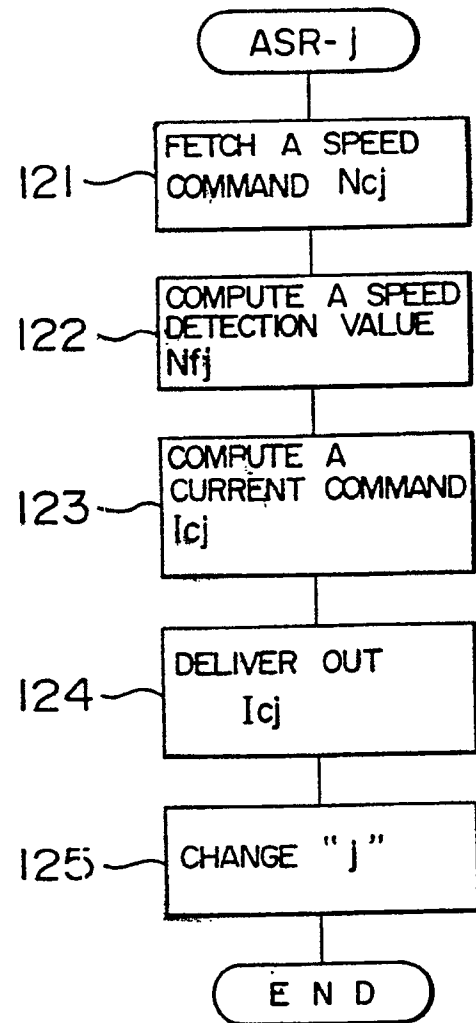 ASR-j
121
FETCH A SPEED
COMMAND Ncj
122
COMPUTE A SPEED
DETECTION VALUE
Nfj
123
COMPUTE A
CURRENT COMMAND
Icj
124
DELIVER OUT
Icj
125
CHANGE "j"
END